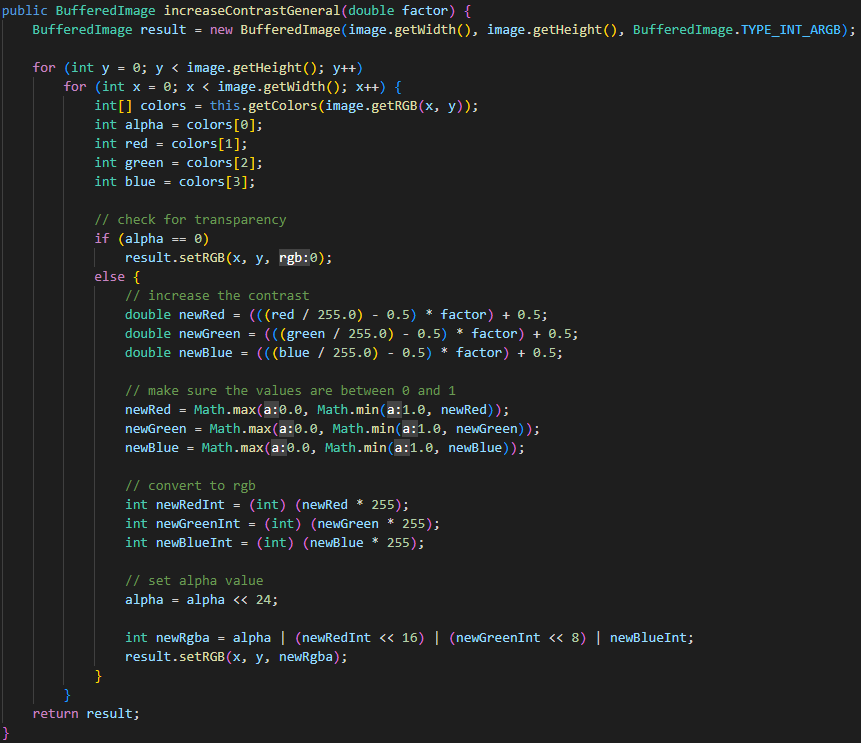 public BufferedImage increaseContrastGeneral(double factor) {
    BufferedImage result = new BufferedImage(image.getWidth(), image.getHeight(), BufferedImage.TYPE_INT_ARGB);

    for (int y = 0; y < image.getHeight(); y++)
        for (int x = 0; x < image.getWidth(); x++) {
            int[] colors = this.getColors(image.getRGB(x, y));
            int alpha = colors[0];
            int red = colors[1];
            int green = colors[2];
            int blue = colors[3];

            // check for transparency
            if (alpha == 0)
                result.setRGB(x, y, rgb:0);
            else {
                // increase the contrast
                double newRed = (((red / 255.0) - 0.5) * factor) + 0.5;
                double newGreen = (((green / 255.0) - 0.5) * factor) + 0.5;
                double newBlue = (((blue / 255.0) - 0.5) * factor) + 0.5;

                // make sure the values are between 0 and 1
                newRed = Math.max(a:0.0, Math.min(a:1.0, newRed));
                newGreen = Math.max(a:0.0, Math.min(a:1.0, newGreen));
                newBlue = Math.max(a:0.0, Math.min(a:1.0, newBlue));

                // convert to rgb
                int newRedInt = (int) (newRed * 255);
                int newGreenInt = (int) (newGreen * 255);
                int newBlueInt = (int) (newBlue * 255);

                // set alpha value
                alpha = alpha << 24;

                int newRgba = alpha | (newRedInt << 16) | (newGreenInt << 8) | newBlueInt;
                result.setRGB(x, y, newRgba);
            }
        }
    return result;
}